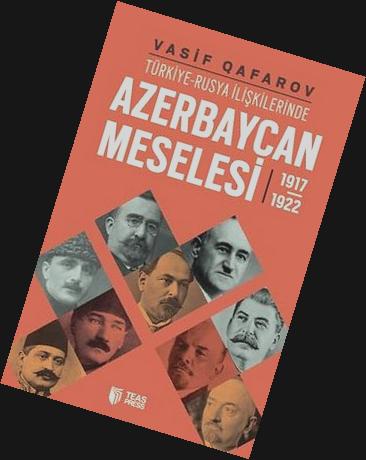 VASİF QAFAROV
TÜRKİYE-RUSYA İLİŞKİLERİNDE
AZERBAYCAN
MESELESİ
1917
1922
TEAS
PRESS